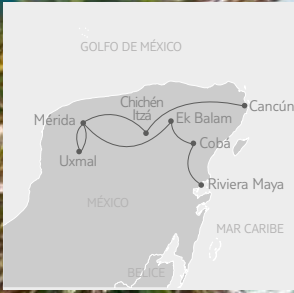 GOLFO DE MÉXICO
Cancún
Chichén
Itzá
Mérida
Ek Balam
Cobá
Uxmal
Riviera Maya
MÉXICO
MAR CARIBE
BELICE